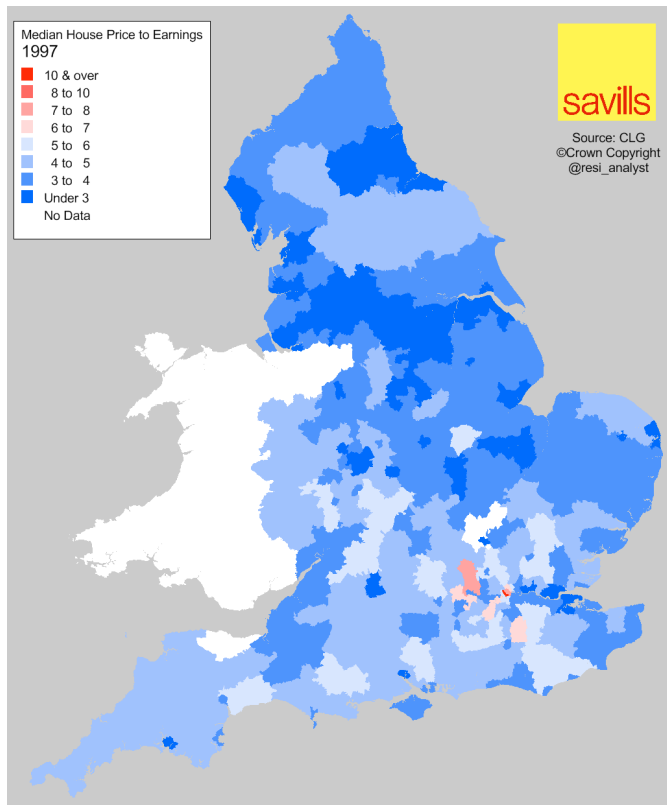 Median House Price to Earnings
1997
10 & over
8 to 10
7 to 8
6 to 7
5 to 6
4 to 5
3 to 4
Under 3
No Data
savills
Source: CLG
©Crown Copyright
@resi_analyst